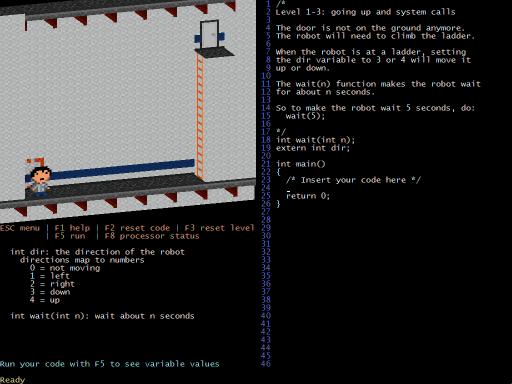 ESC menu | F1 help | F2 reset code | F3 reset level
| F5 run | F8 processor status
int dir: the direction of the robot
directions map to numbers
0 = not moving
1 = left
2 = right
3 = down
4 = up
int wait(int n): wait about n seconds
Run your code with F5 to see variable values
Ready
1 /*
2 Level 1-3: going up and system calls
3
4 The door is not on the ground anymore.
5 The robot will need to climb the ladder.
6
7 When the robot is at a ladder, setting
8 the dir variable to 3 or 4 will move it
9 up or down.
10
11 The wait(n) function makes the robot wait
12 for about n seconds.
13
14 So to make the robot wait 5 seconds, do:
15 wait(5);
16
17 */
18 int wait(int n);
19 extern int dir;
20
21 int main()
22 {
23 /* Insert your code here */
24
25 return 0;
26 }
27
28
29
30
31
32
33
34
35
36
37
38
39
40
41
42
43
44
45
46